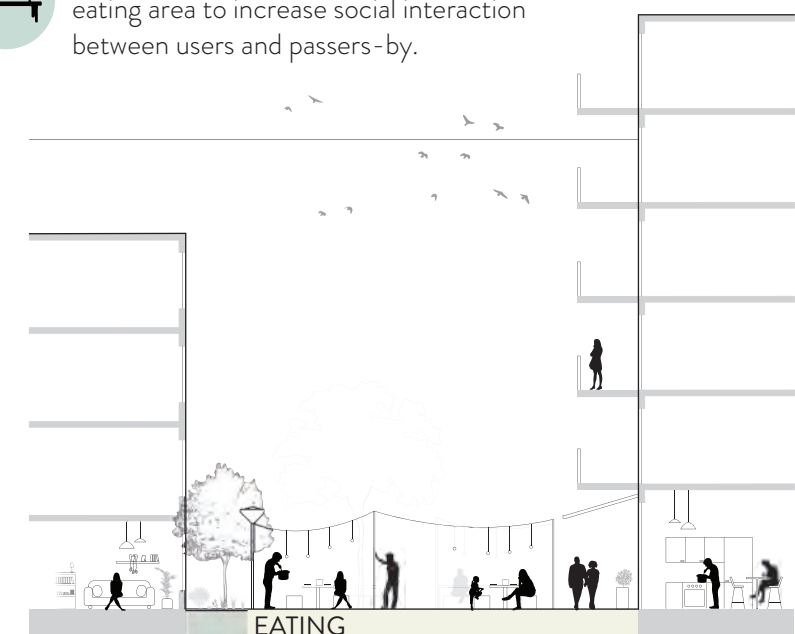 eating area to increase social interaction
between users and passers-by.
EATING